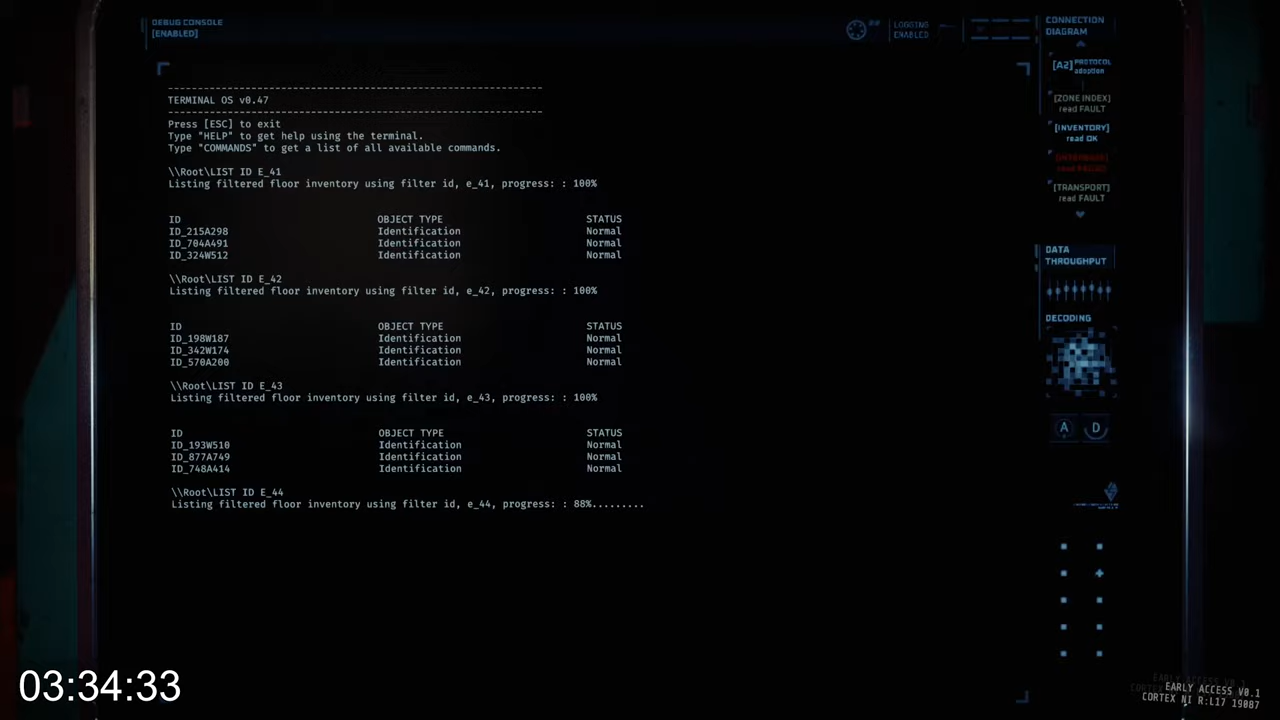 DEBUG CONSOLE
[ENABLED]
LOGGING
ENABLED
CONNECTION
DIAGRAM
[A2] PROTOCOL
adoption
[ZONE INDEX]
read FAULT
[INVENTORY]
read OK
read FAILED
[TRANSPORT]
read FAULT
DATA
THROUGHPUT
DECODING
A D
--------------------------------------------------
TERMINAL OS v0.47
--------------------------------------------------
Press [ESC] to exit
Type "HELP" to get help using the terminal.
Type "COMMANDS" to get a list of all available commands.
\\Root\LIST ID E_41
Listing filtered floor inventory using filter id, e_41, progress: : 100%
ID OBJECT TYPE STATUS
ID_215A298 Identification Normal
ID_704A491 Identification Normal
ID_324W512 Identification Normal
\\Root\LIST ID E_42
Listing filtered floor inventory using filter id, e_42, progress: : 100%
ID OBJECT TYPE STATUS
ID_198W187 Identification Normal
ID_342W174 Identification Normal
ID_570A200 Identification Normal
\\Root\LIST ID E_43
Listing filtered floor inventory using filter id, e_43, progress: : 100%
ID OBJECT TYPE STATUS
ID_193W510 Identification Normal
ID_877A749 Identification Normal
ID_748A414 Identification Normal
\\Root\LIST ID E_44
Listing filtered floor inventory using filter id, e_44, progress: : 88%.........
03:34:33
EARLY ACCESS V0.1
CORTEX NI R:L17 19087